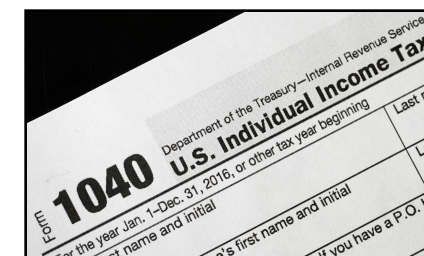 Form 1040
Department of the Treasury—Internal Revenue Service
U.S. Individual Income Tax
For the year Jan. 1–Dec. 31, 2016, or other tax year beginning
Last
name and initial
first name and initial
if you have a P.O.